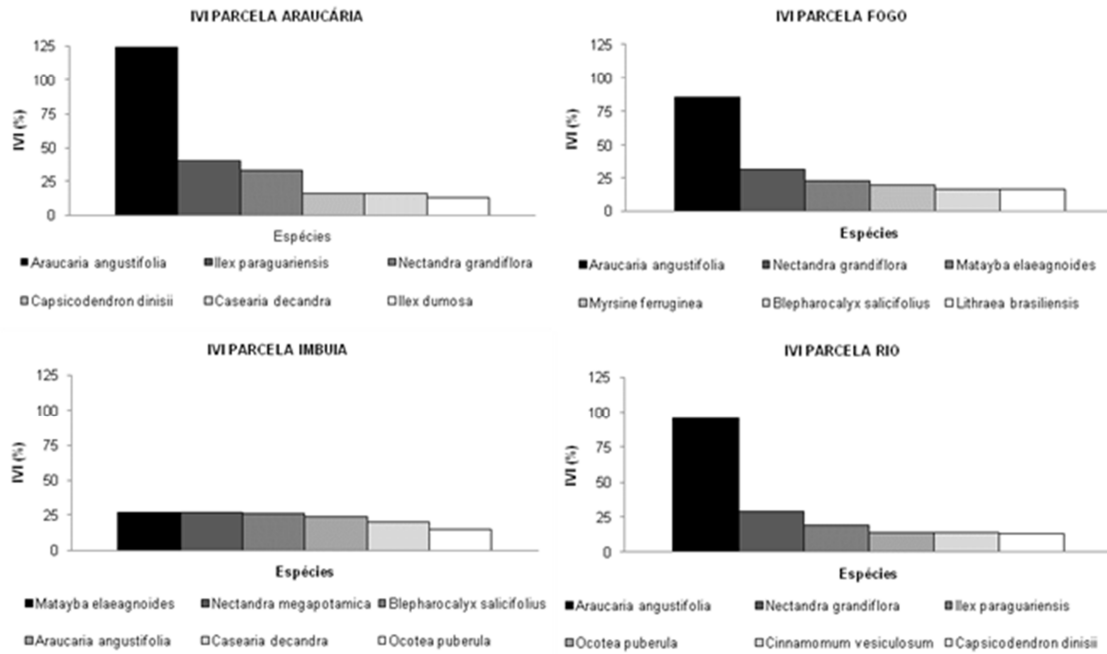 IVI PARCELA ARAUCÁRIA
125
100
75
50
25
0
IVI (%)
Espécies
Araucaria angustifolia Ilex paraguariensis Nectandra grandiflora
Capsicodendron dinisii Casearia decandra Ilex dumosa
IVI PARCELA FOGO
125
100
75
50
25
0
IVI (%)
Espécies
Araucaria angustifolia Nectandra grandiflora Matayba elaeagnoides
Myrsine ferruginea Blepharocalyx salicifolius Lithraea brasiliensis
IVI PARCELA IMBUIA
125
100
75
50
25
0
IVI (%)
Espécies
Matayba elaeagnoides Nectandra megapotamica Blepharocalyx salicifolius
Araucaria angustifolia Casearia decandra Ocotea puberula
IVI PARCELA RIO
125
100
75
50
25
0
IVI (%)
Espécies
Araucaria angustifolia Nectandra grandiflora Ilex paraguariensis
Ocotea puberula Cinnamomum vesiculosum Capsicodendron dinisii